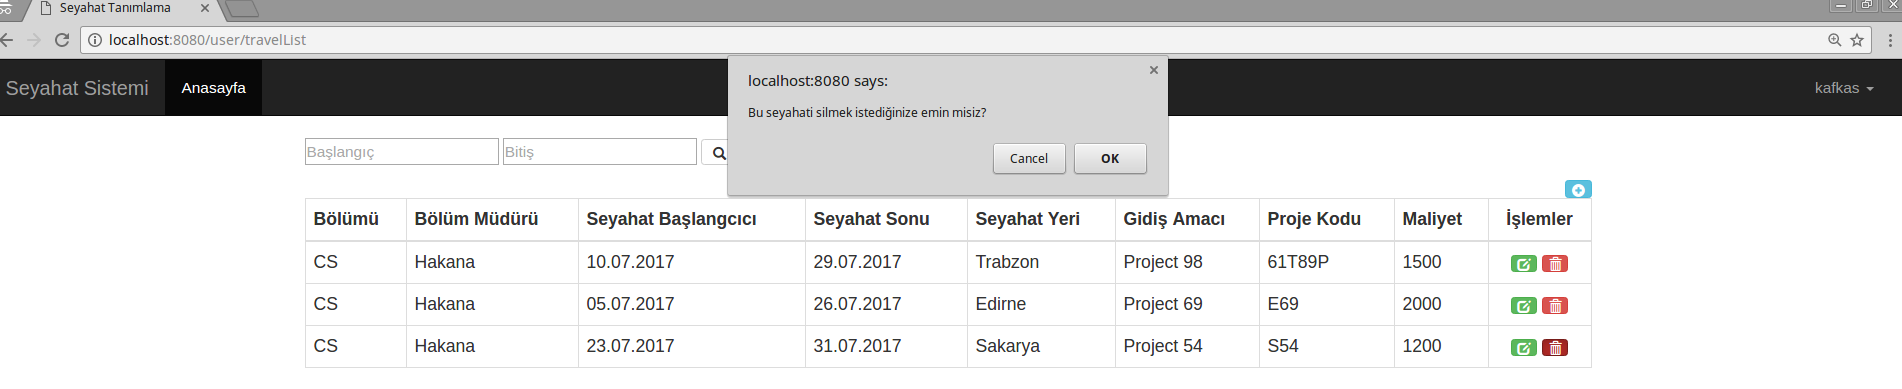 Seyahat Tanımlama
localhost:8080/user/travelList
Seyahat Sistemi Anasayfa kafkas
localhost:8080 says:
Bu seyahati silmek istediğinize emin misiz?
Cancel OK
Başlangıç Bitiş
Bölümü Bölüm Müdürü Seyahat Başlangcıcı Seyahat Sonu Seyahat Yeri Gidiş Amacı Proje Kodu Maliyet İşlemler
CS Hakana 10.07.2017 29.07.2017 Trabzon Project 98 61T89P 1500
CS Hakana 05.07.2017 26.07.2017 Edirne Project 69 E69 2000
CS Hakana 23.07.2017 31.07.2017 Sakarya Project 54 S54 1200